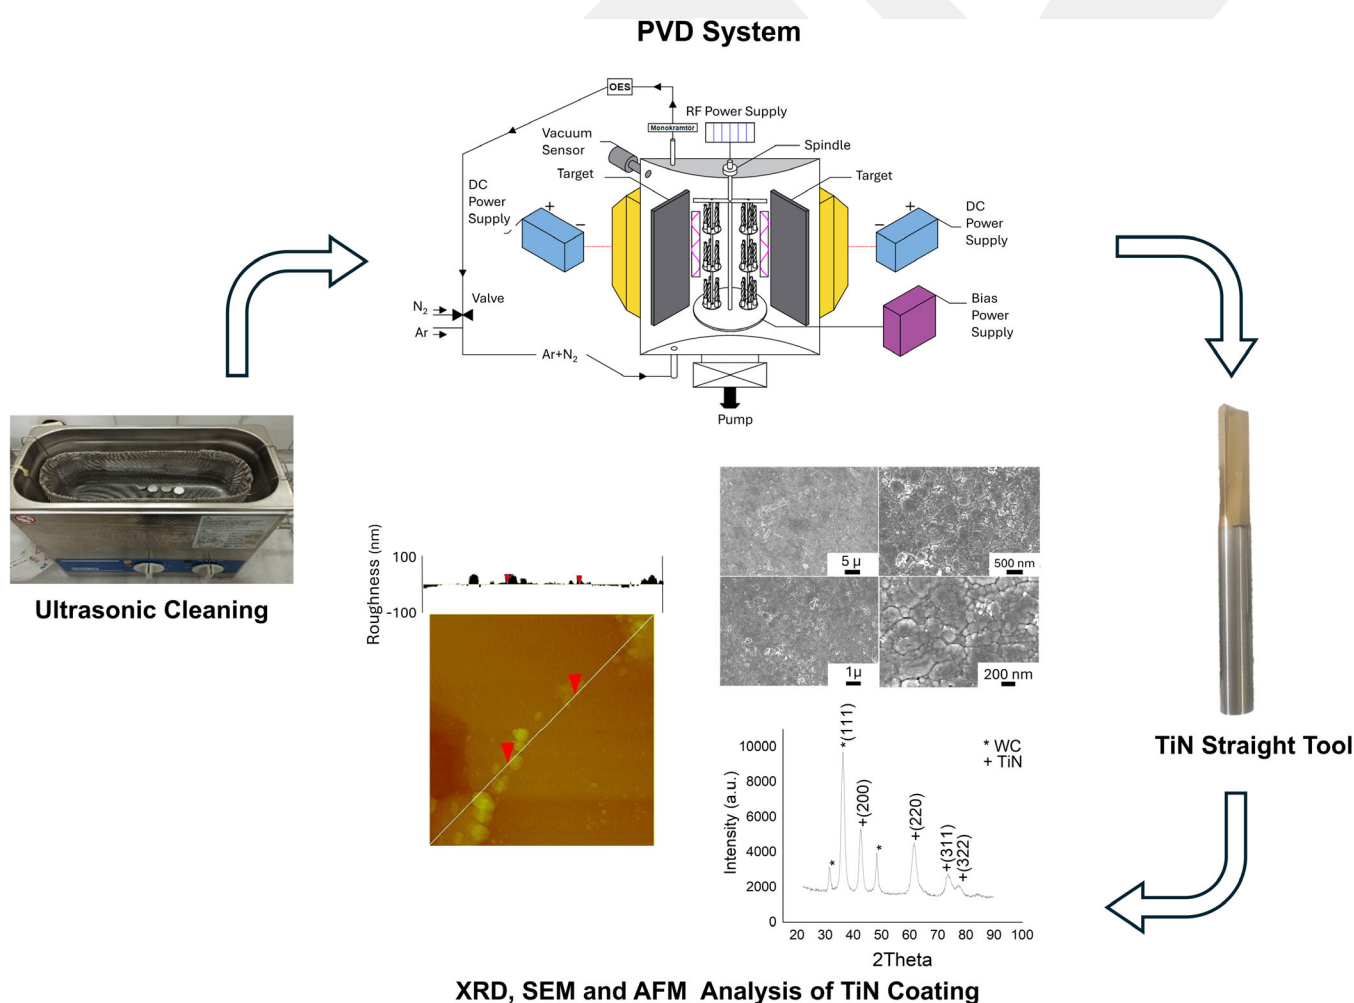 PVD System
OES
Monokramtör
RF Power Supply
Vacuum
Sensor
Spindle
Target
Target
DC
Power
Supply
+
−
+
−
DC
Power
Supply
N₂
Valve
Ar
Ar+N₂
Bias
Power
Supply
Pump
Ultrasonic Cleaning
Roughness (nm)
100
-100
5 µ
500 nm
1µ
200 nm
TiN Straight Tool
Intensity (a.u.)
10000
8000
6000
4000
2000
0
* WC
+ TiN
*
*(111)
+(200)
*
+(220)
+(311)
+(322)
20 30 40 50 60 70 80 90 100
2Theta
XRD, SEM and AFM Analysis of TiN Coating